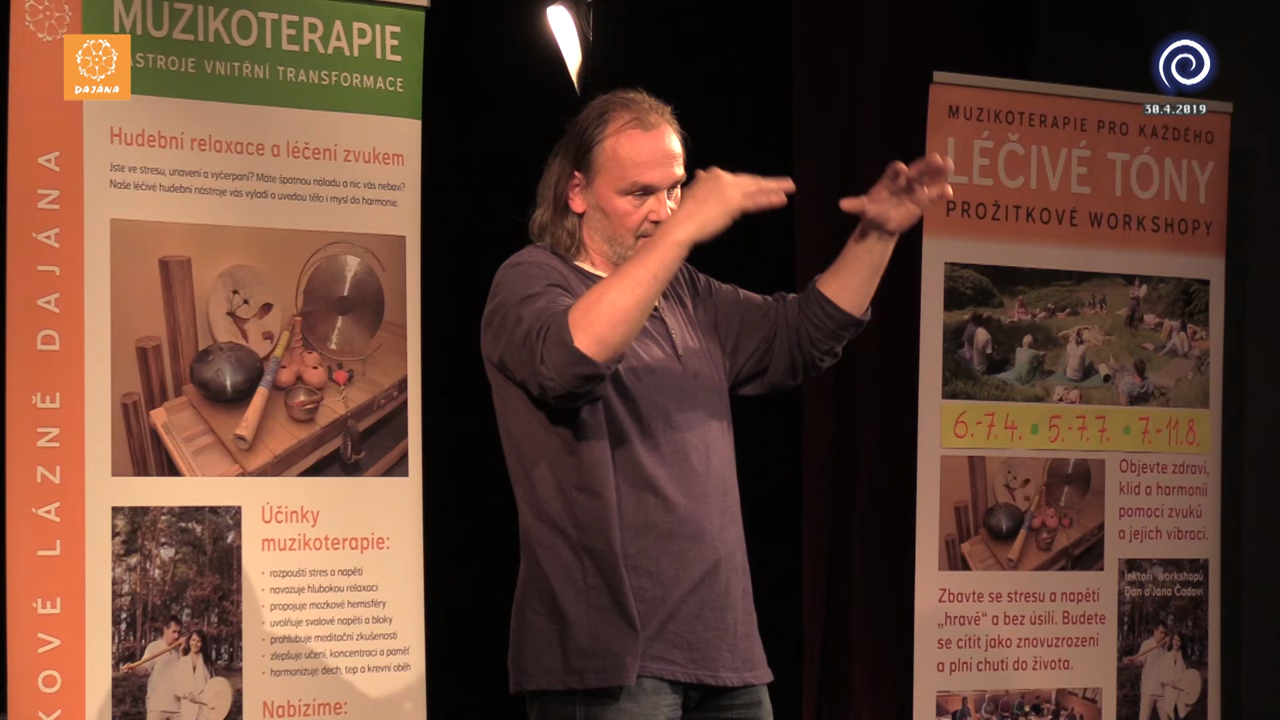 MUZIKOTERAPIE
NÁSTROJE VNITŘNÍ TRANSFORMACE
DAJÁNA
KOVÉ LÁZNĚ DAJÁNA
Hudební relaxace a léčení zvukem
Jste ve stresu, unavení a vyčerpaní? Máte špatnou náladu a nic vás nebaví?
Naše léčivé hudební nástroje vás vyladí a uvedou tělo i mysl do harmonie.
Účinky
muzikoterapie:
• rozpouští stres a napětí
• navozuje hlubokou relaxaci
• propojuje mozkové hemisféry
• uvolňuje svalové napětí a bloky
• prohlubuje meditační zkušenosti
• zlepšuje učení, koncentraci a paměť
• harmonizuje dech, tep a krevní oběh
Nabízíme:
30.4.2019
MUZIKOTERAPIE PRO KAŽDÉHO
LÉČIVÉ TÓNY
PROŽITKOVÉ WORKSHOPY
6.-7.4. • 5.-7.7. • 7.-11.8.
Objevte zdraví,
klid a harmonii
pomocí zvuků
a jejich vibrací.
lektoři workshopů
Dan a Jana Čadovi
Zbavte se stresu a napětí
„hravě“ a bez úsilí. Budete
se cítit jako znovuzrození
a plní chuti do života.